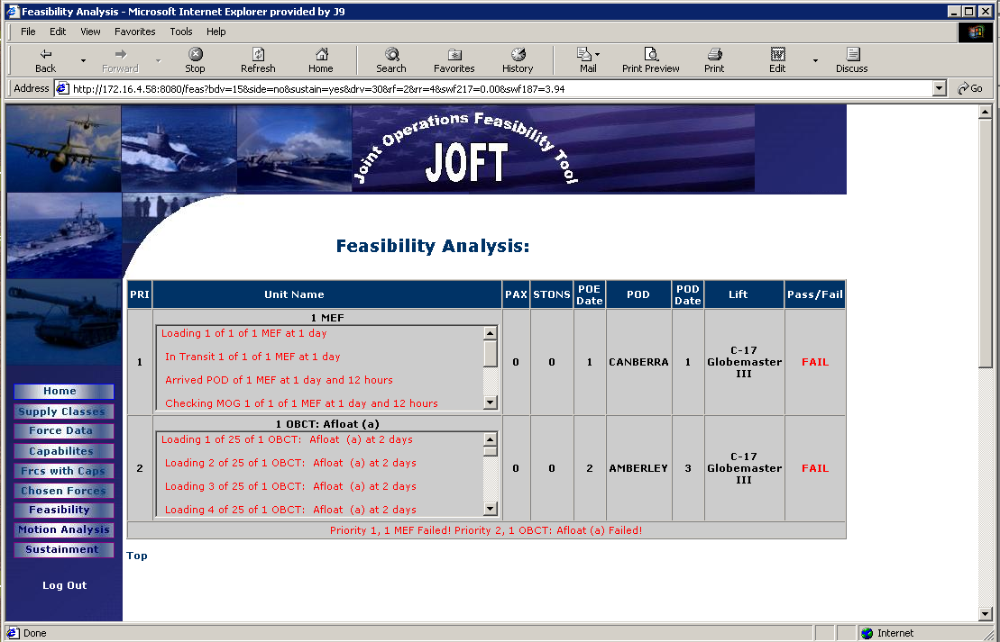 Feasibility Analysis - Microsoft Internet Explorer provided by J9
File Edit View Favorites Tools Help
Back Forward Stop Refresh Home Search Favorites History Mail Print Preview Print Edit Discuss
Address http://172.16.4.58:8080/feas?bdv=15&side=no&sustain=yes&drv=30&rf=2&rr=4&swf217=0.00&swf187=3.94 Go
Joint Operations Feasibility Tool
JOFT
Feasibility Analysis:
PRI Unit Name PAX STONS POE Date POD POD Date Lift Pass/Fail
1 MEF
Loading 1 of 1 of 1 MEF at 1 day
In Transit 1 of 1 of 1 MEF at 1 day
Arrived POD of 1 MEF at 1 day and 12 hours
Checking MOG 1 of 1 of 1 MEF at 1 day and 12 hours
1 0 0 1 CANBERRA 1 C-17 Globemaster III FAIL
1 OBCT: Afloat (a)
Loading 1 of 25 of 1 OBCT: Afloat (a) at 2 days
Loading 2 of 25 of 1 OBCT: Afloat (a) at 2 days
Loading 3 of 25 of 1 OBCT: Afloat (a) at 2 days
Loading 4 of 25 of 1 OBCT: Afloat (a) at 2 days
2 0 0 2 AMBERLEY 3 C-17 Globemaster III FAIL
Priority 1, 1 MEF Failed! Priority 2, 1 OBCT: Afloat (a) Failed!
Top
Home
Supply Classes
Force Data
Capabilites
Frcs with Caps
Chosen Forces
Feasibility
Motion Analysis
Sustainment
Log Out
Done Internet